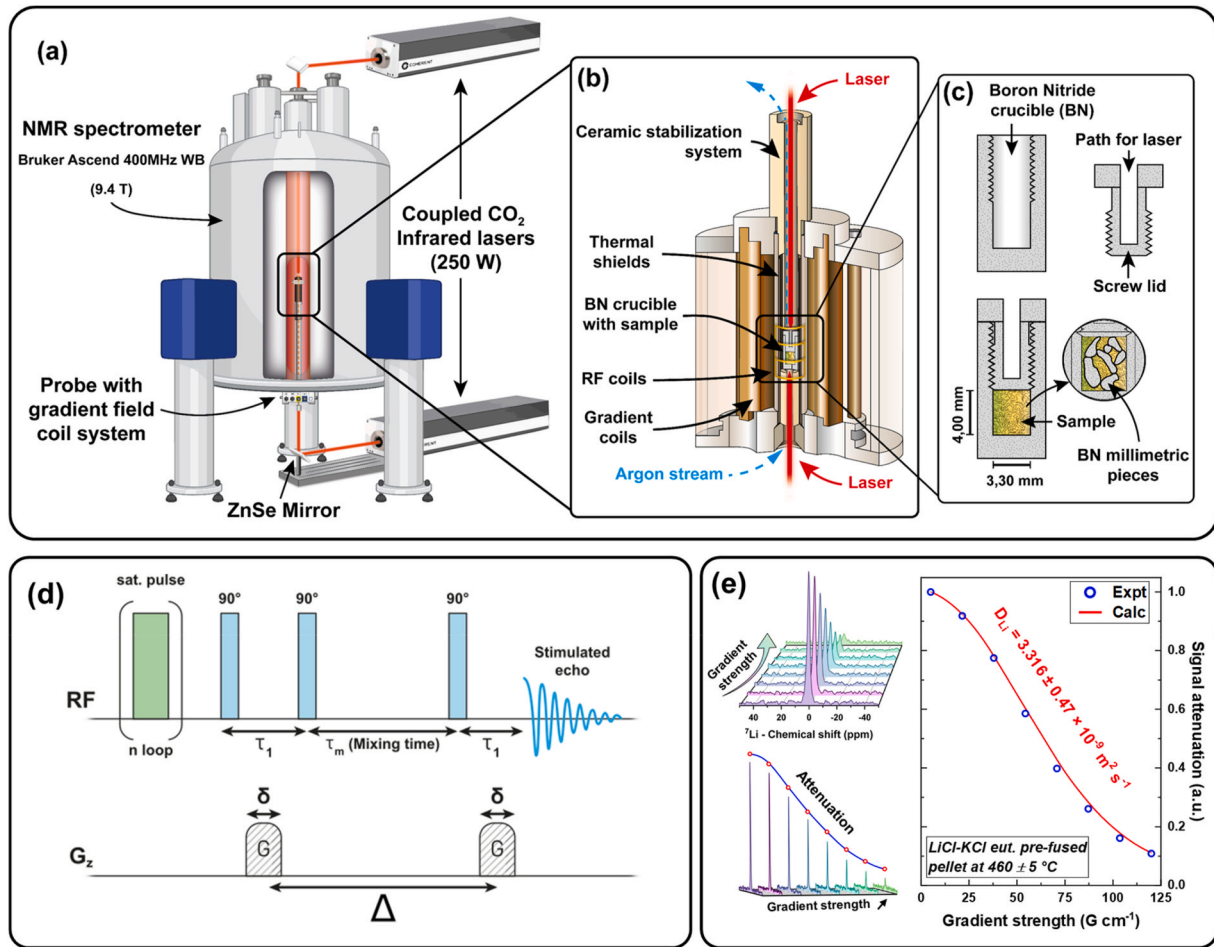 (a)
COHERENT
NMR spectrometer
Bruker Ascend 400MHz WB
(9.4 T)
Coupled CO₂
Infrared lasers
(250 W)
Probe with
gradient field
coil system
ZnSe Mirror
(b)
Laser
Ceramic stabilization
system
Thermal
shields
BN crucible
with sample
RF coils
Gradient
coils
Argon stream
Laser
(c)
Boron Nitride
crucible (BN)
Path for laser
Screw lid
4,00 mm
Sample
BN millimetric
pieces
3,30 mm
(d)
sat. pulse
90°
90°
90°
Stimulated
echo
RF
n loop
τ₁
τₘ (Mixing time)
τ₁
δ
δ
G
G
G_z
Δ
(e)
Gradient
strength
40 20 0 -20 -40
⁷Li - Chemical shift (ppm)
Attenuation
Gradient strength
Expt
Calc
D_Li = 3.316 ± 0.47 × 10⁻⁹ m² s⁻¹
LiCl-KCl eut. pre-fused
pellet at 460 ± 5 °C
1.0
0.8
0.6
0.4
0.2
0.0
Signal attenuation (a.u.)
0 25 50 75 100 125
Gradient strength (G cm⁻¹)